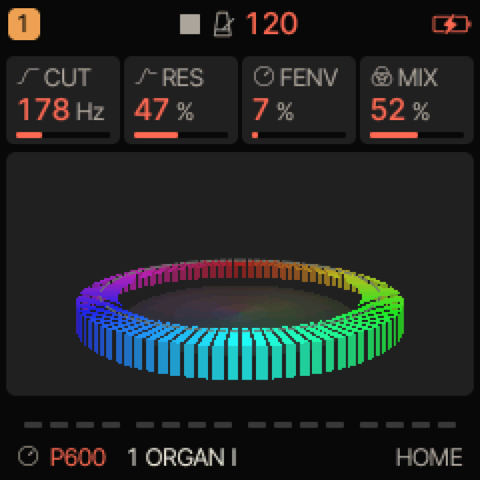 1 120
CUT RES FENV MIX
178 Hz 47 % 7 % 52 %
P600 1 ORGAN I HOME